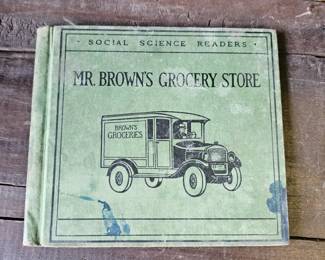 · SOCIAL SCIENCE READERS ·
MR. BROWN'S GROCERY STORE
BROWN'S
GROCERIES